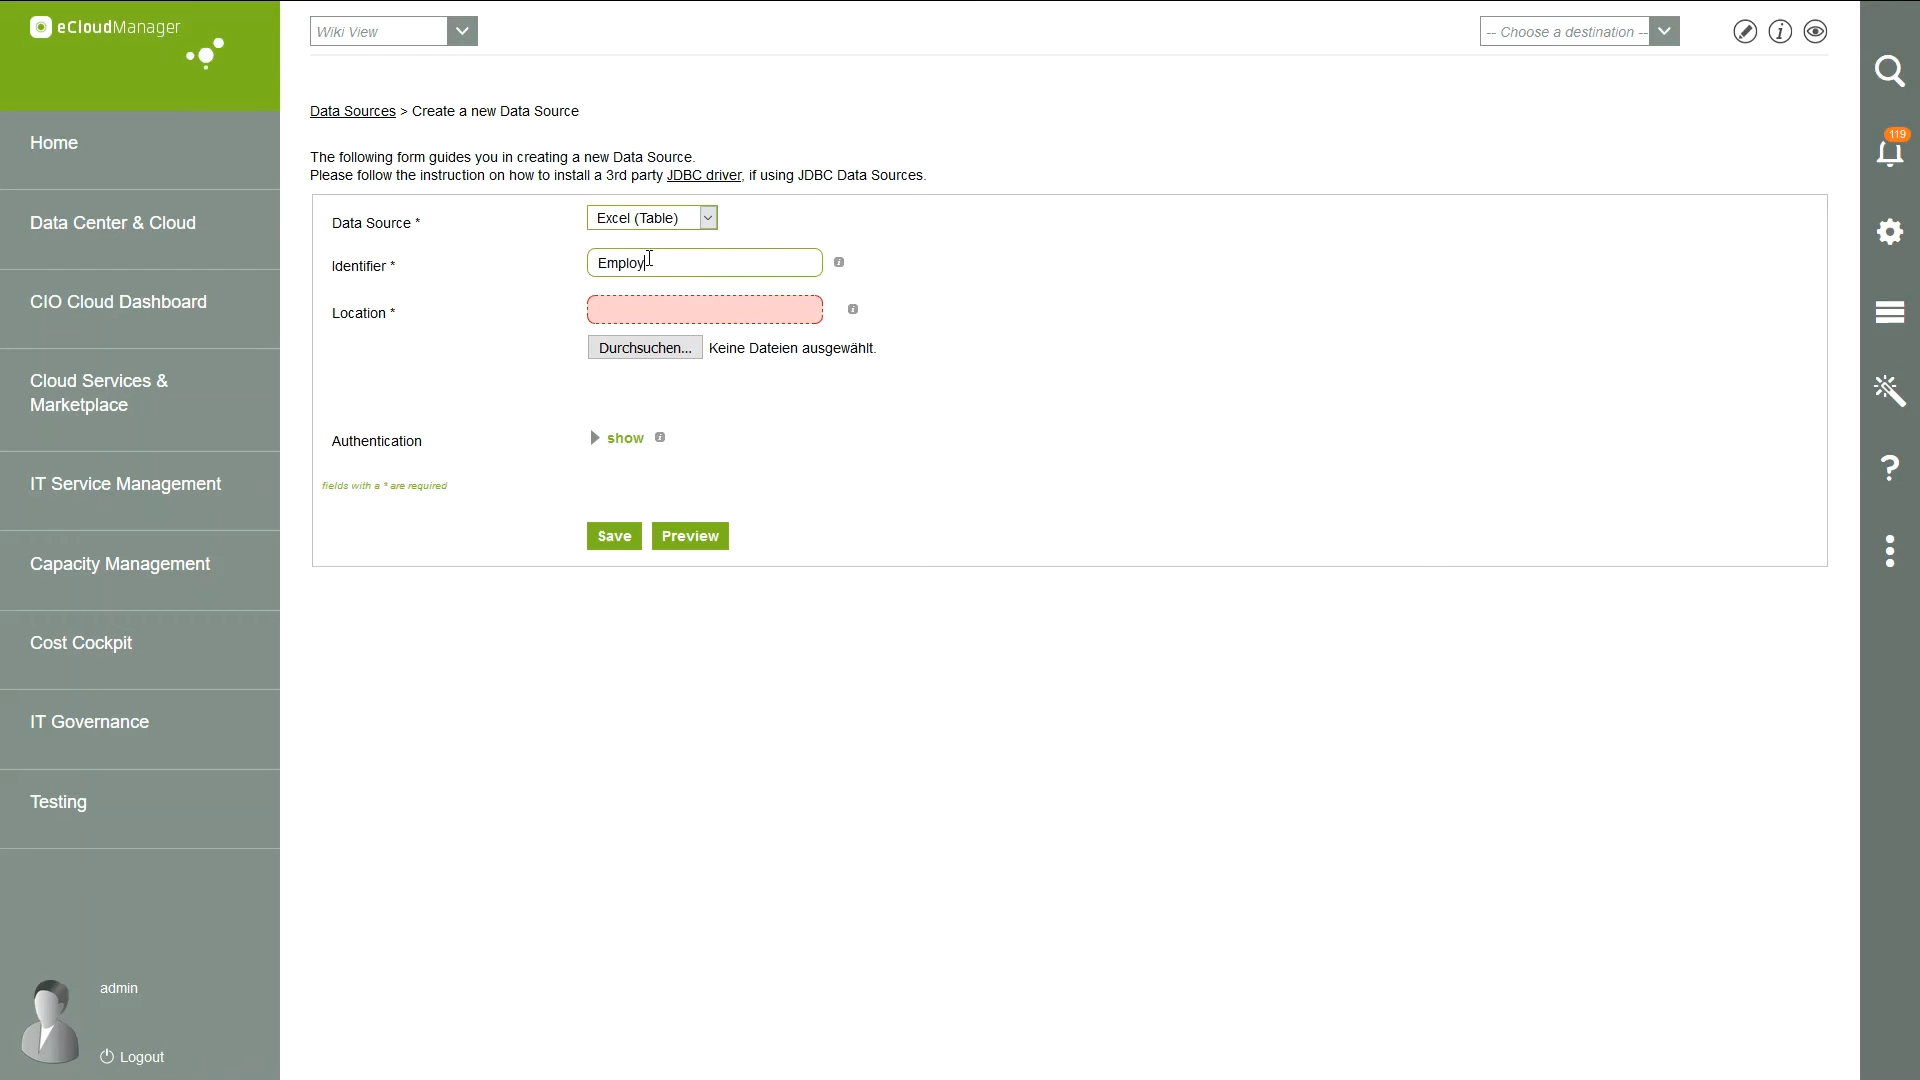 eCloudManager
Home
Data Center & Cloud
CIO Cloud Dashboard
Cloud Services &
Marketplace
IT Service Management
Capacity Management
Cost Cockpit
IT Governance
Testing
admin
Logout
Wiki View
-- Choose a destination --
Data Sources > Create a new Data Source
The following form guides you in creating a new Data Source.
Please follow the instruction on how to install a 3rd party JDBC driver, if using JDBC Data Sources.
Data Source * Excel (Table)
Identifier * Employ
Location *
Durchsuchen... Keine Dateien ausgewählt.
Authentication show
fields with a * are required
Save Preview
119